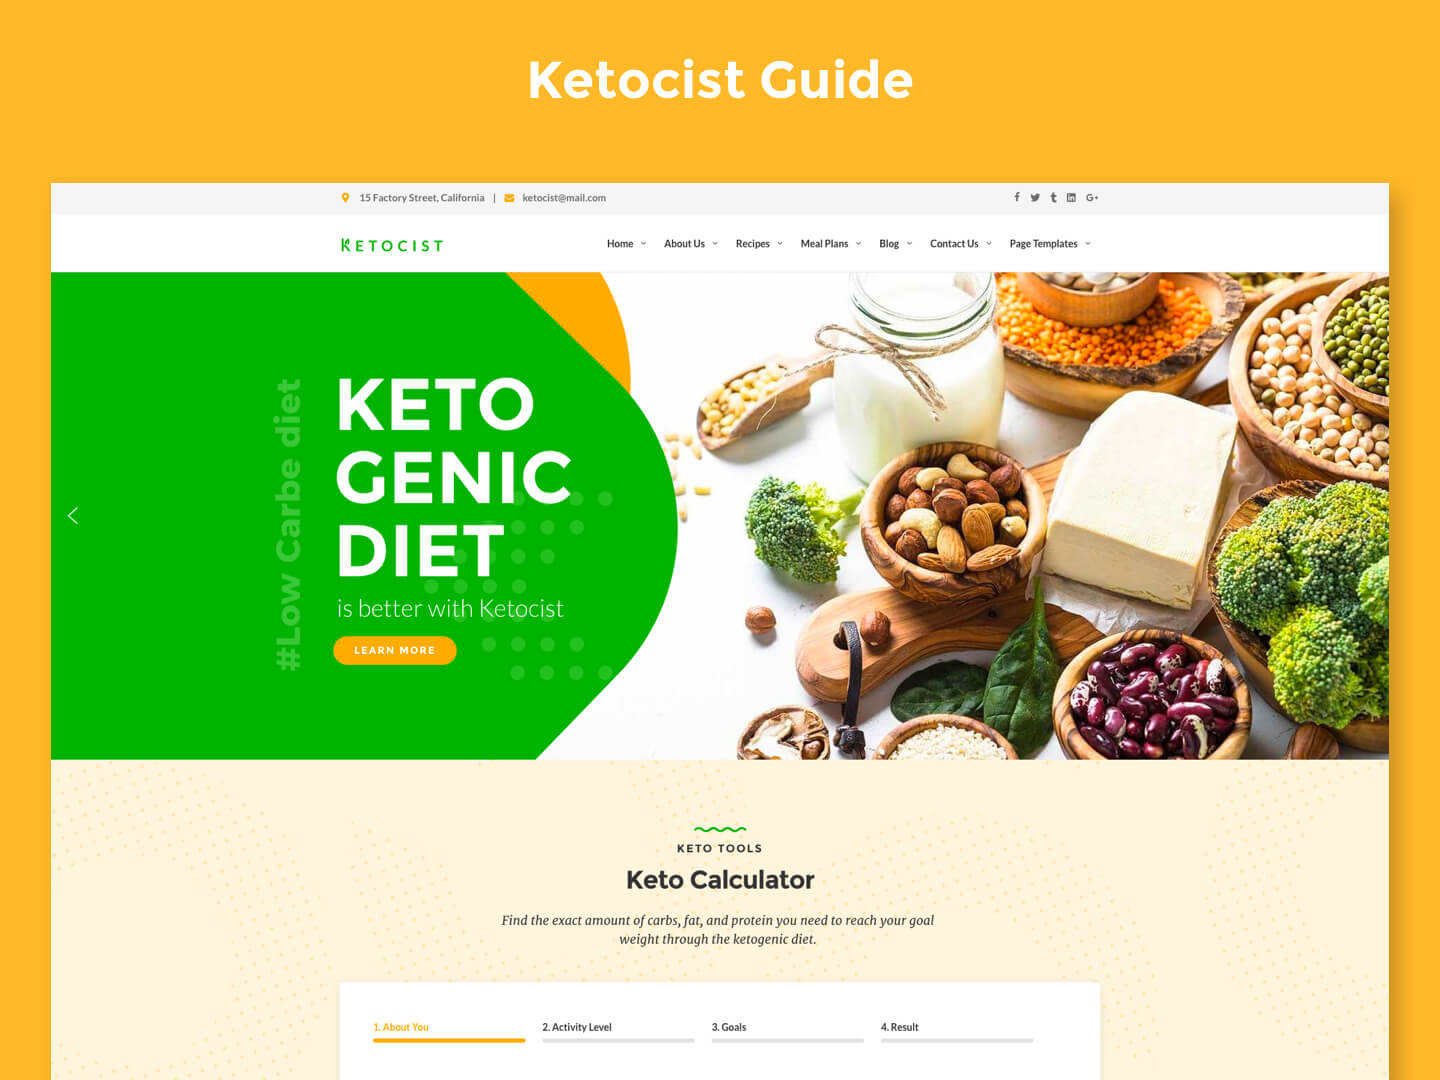 Ketocist Guide
15 Factory Street, California | ketocist@mail.com
KETOCIST
Home About Us Recipes Meal Plans Blog Contact Us Page Templates
#Low Carbe diet
KETO
GENIC
DIET
is better with Ketocist
LEARN MORE
KETO TOOLS
Keto Calculator
Find the exact amount of carbs, fat, and protein you need to reach your goal
weight through the ketogenic diet.
1. About You 2. Activity Level 3. Goals 4. Result